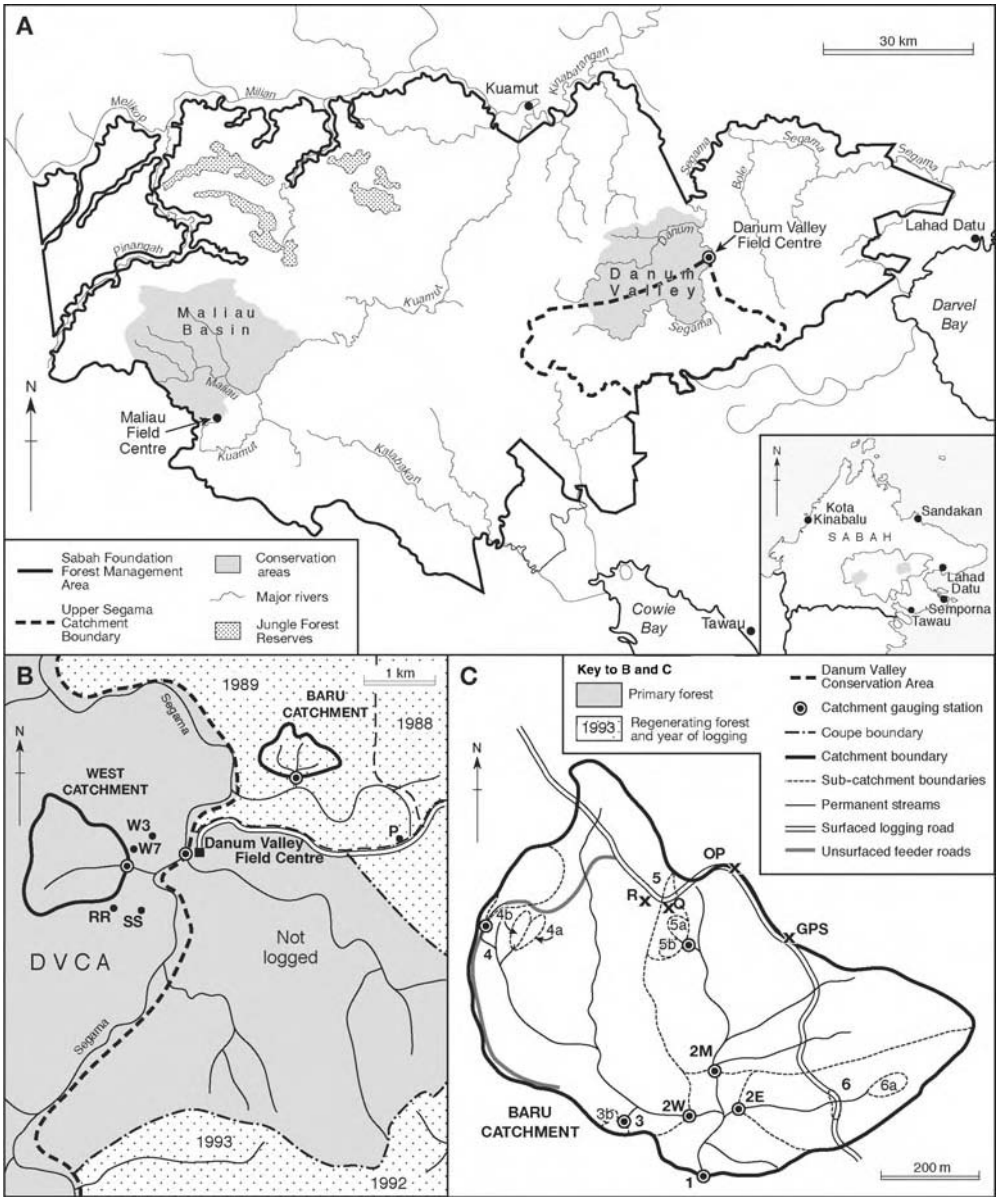 A
30 km
Kuamut
Kinabatangan
Milian
Melikop
Segama
Segama
Segama
Bole
Lahad Datu
Danum Valley
Field Centre
Danum
Danum
Valley
Pinangah
Kuamut
Segama
Darvel
Bay
Maliau
Basin
Maliau
N
Maliau
Field
Centre
Kuamut
Kalabakan
Cowie
Bay
Tawau
N
Kota
Kinabalu
Sandakan
SABAH
Lahad
Datu
Semporna
Tawau
Sabah Foundation
Forest Management
Area
Conservation
areas
Major rivers
Upper Segama
Catchment
Boundary
Jungle Forest
Reserves
B
1989
1 km
BARU
CATCHMENT
1988
Segama
N
WEST
CATCHMENT
W3
W7
P
Danum Valley
Field Centre
RR
SS
DVCA
Not
logged
Segama
1993
1992
C
Key to B and C
Primary forest
1993
Regenerating forest
and year of logging
Danum Valley
Conservation Area
Catchment gauging station
Coupe boundary
Catchment boundary
Sub-catchment boundaries
Permanent streams
Surfaced logging road
Unsurfaced feeder roads
N
OP
5
R
Q
GPS
4b
4a
5a
5b
4
2M
6
6a
2E
2W
3b
3
BARU
CATCHMENT
1
200 m